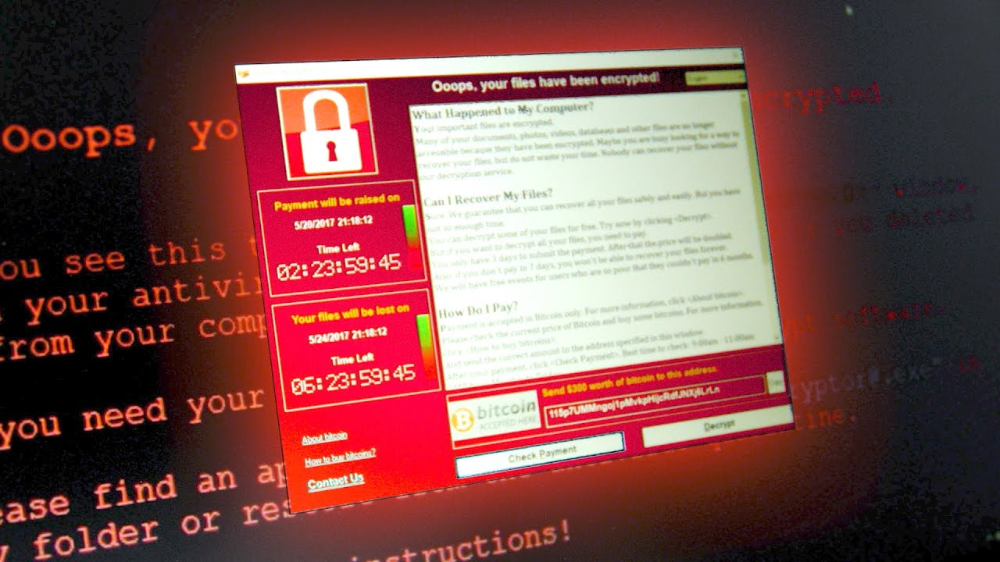 Ooops, your files have been encrypted!
What Happened to My Computer?
Your important files are encrypted.
Many of your documents, photos, videos, databases and other files are no longer
accessible because they have been encrypted. Maybe you are busy looking for a way to
recover your files, but do not waste your time. Nobody can recover your files without
our decryption service.
Can I Recover My Files?
Sure. We guarantee that you can recover all your files safely and easily. But you have
not so enough time.
You can decrypt some of your files for free. Try now by clicking <Decrypt>.
But if you want to decrypt all your files, you need to pay.
You only have 3 days to submit the payment. After that the price will be doubled.
Also, if you don't pay in 7 days, you won't be able to recover your files forever.
We will have free events for users who are so poor that they couldn't pay in 6 months.
How Do I Pay?
Payment is accepted in Bitcoin only. For more information, click <About bitcoin>.
Please check the current price of Bitcoin and buy some bitcoins. For more information,
click <How to buy bitcoins>.
And send the correct amount to the address specified in this window.
After your payment, click <Check Payment>. Best time to check: 9:00am - 11:00am
Payment will be raised on
5/20/2017 21:18:12
Time Left
02:23:59:45
Your files will be lost on
5/24/2017 21:18:12
Time Left
06:23:59:45
About bitcoin
How to buy bitcoins?
Contact Us
bitcoin
ACCEPTED HERE
Send $300 worth of bitcoin to this address:
Check Payment
Decrypt
Ooops, yo
crypted.
ou see this t
window,
your antivir
you deleted
from your comp
software.
you need your
ease find an ap
line.
y folder or res
instructions!